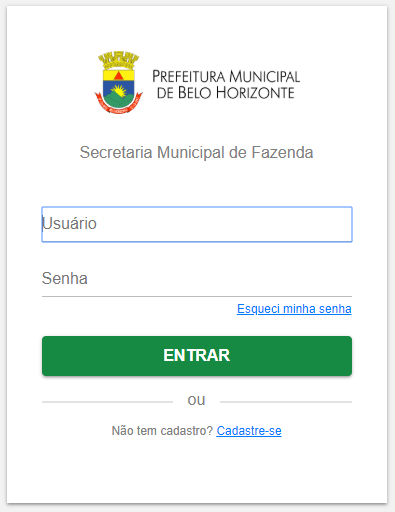 PREFEITURA MUNICIPAL
DE BELO HORIZONTE
Secretaria Municipal de Fazenda
Usuário
Senha
Esqueci minha senha
ENTRAR
ou
Não tem cadastro? Cadastre-se